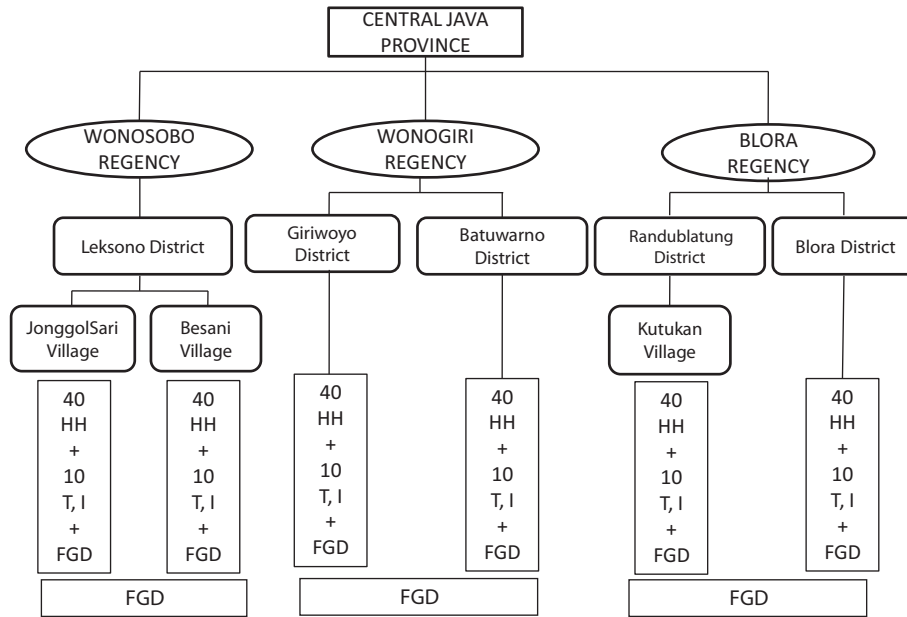 CENTRAL JAVA
PROVINCE
WONOSOBO
REGENCY
WONOGIRI
REGENCY
BLORA
REGENCY
Leksono District
Giriwoyo
District
Batuwarno
District
Randublatung
District
Blora District
JonggolSari
Village
Besani
Village
Kutukan
Village
40
HH
+
10
T, I
+
FGD
40
HH
+
10
T, I
+
FGD
40
HH
+
10
T, I
+
FGD
40
HH
+
10
T, I
+
FGD
40
HH
+
10
T, I
+
FGD
40
HH
+
10
T, I
+
FGD
FGD
FGD
FGD